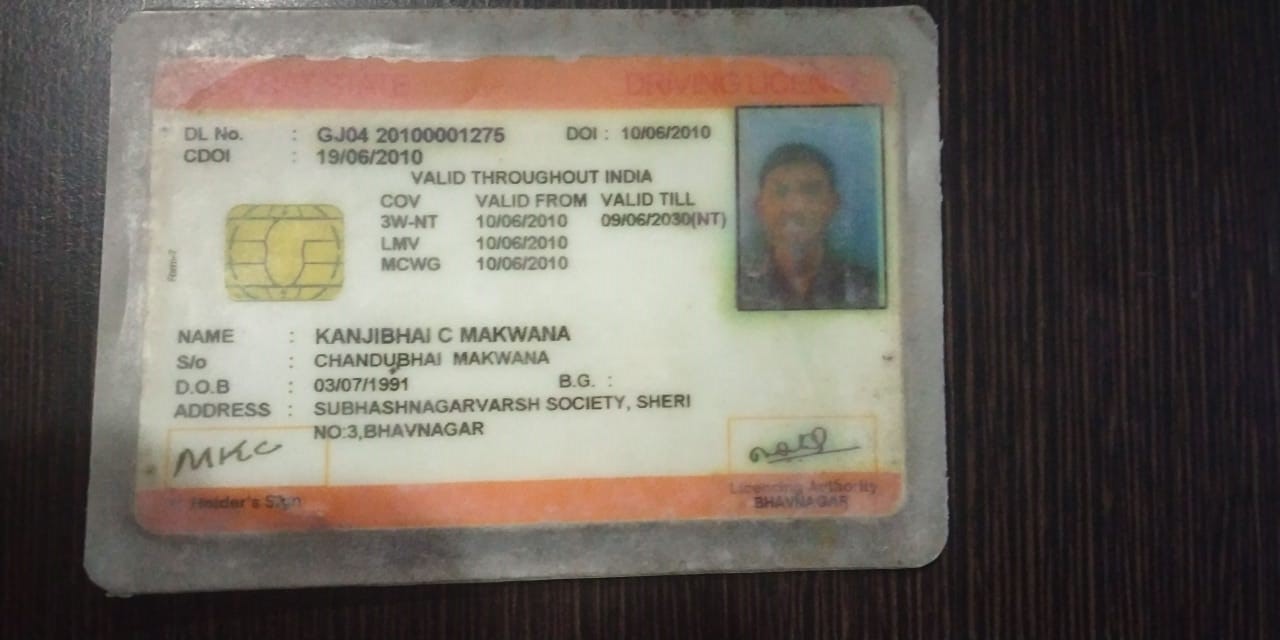 STATE DRIVING LICENCE
DL No. : GJ04 20100001275 DOI : 10/06/2010
CDOI : 19/06/2010
VALID THROUGHOUT INDIA
COV VALID FROM VALID TILL
3W-NT 10/06/2010 09/06/2030(NT)
LMV 10/06/2010
MCWG 10/06/2010
Form-7
NAME : KANJIBHAI C MAKWANA
S/o : CHANDUBHAI MAKWANA
D.O.B : 03/07/1991 B.G. :
ADDRESS : SUBHASHNAGARVARSH SOCIETY, SHERI
NO:3,BHAVNAGAR
MKC
Holder's Sign Licencing Authority
BHAVNAGAR